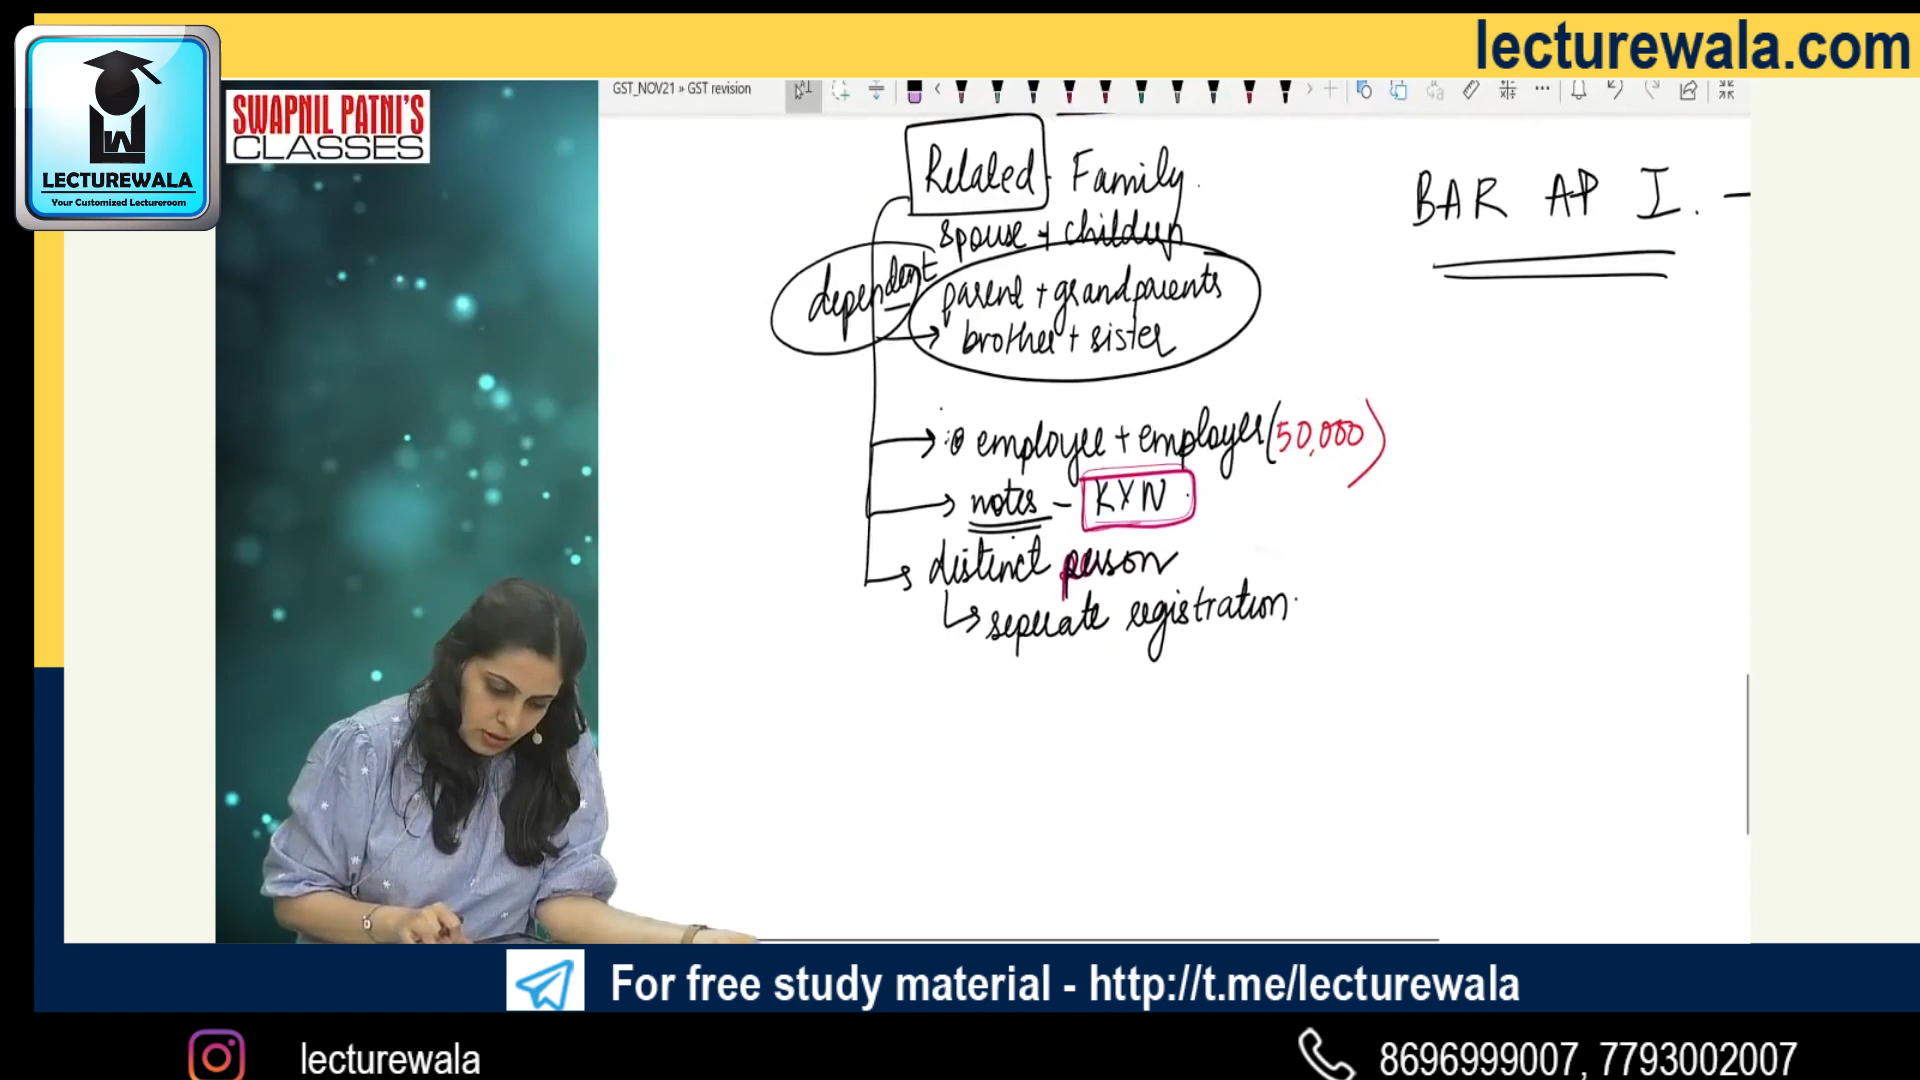 lecturewala.com
LW
LECTUREWALA
Your Customized Lectureroom
SWAPNIL PATNI'S
CLASSES
GST_NOV21 » GST revision
Related - Family.
spouse + children
dependent
parent + grandparents
brother + sister
employee + employer (50,000)
notes - KXN
distinct person
seperate registration.
BAR AP I. -
For free study material - http://t.me/lecturewala
lecturewala
8696999007, 7793002007